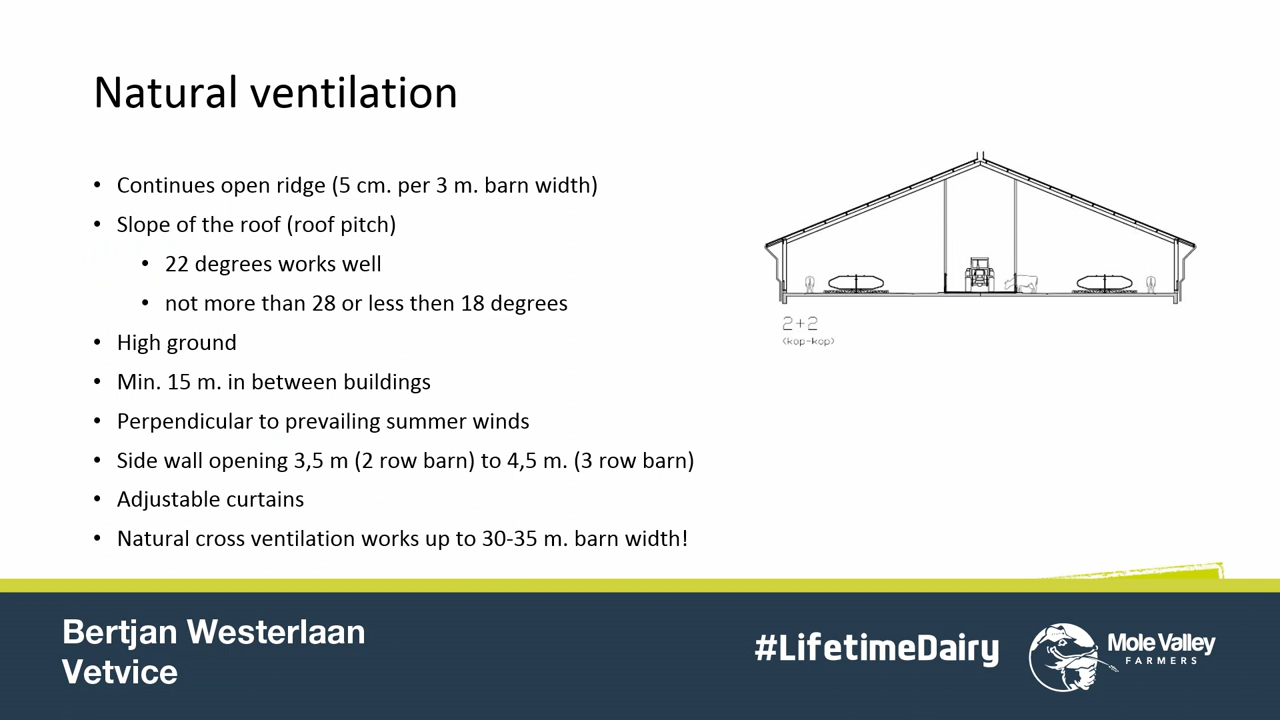 Natural ventilation
• Continues open ridge (5 cm. per 3 m. barn width)
• Slope of the roof (roof pitch)
• 22 degrees works well
• not more than 28 or less then 18 degrees
• High ground
• Min. 15 m. in between buildings
• Perpendicular to prevailing summer winds
• Side wall opening 3,5 m (2 row barn) to 4,5 m. (3 row barn)
• Adjustable curtains
• Natural cross ventilation works up to 30-35 m. barn width!
2+2
(kop-kop)
Bertjan Westerlaan
Vetvice
#LifetimeDairy
Mole Valley
FARMERS